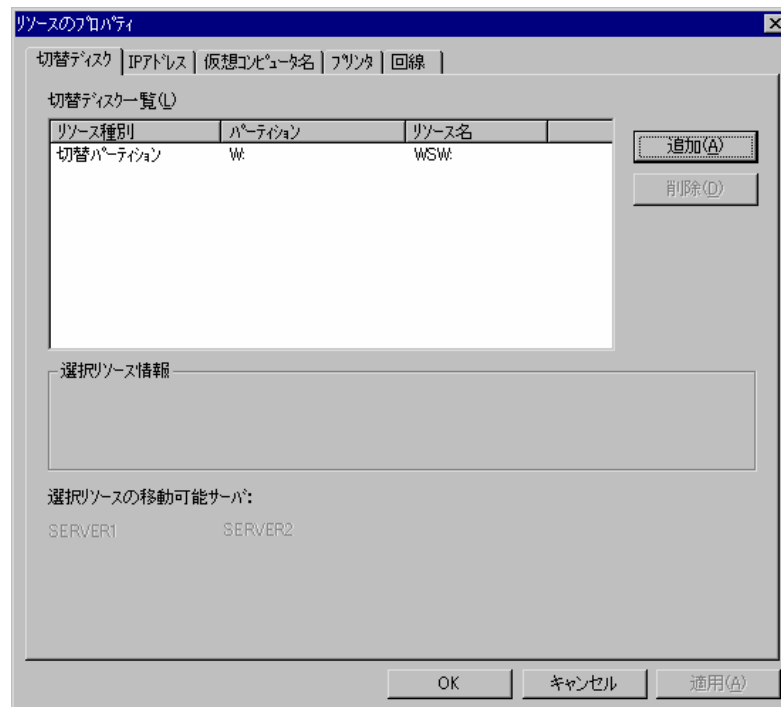 ﾘｿｰｽのﾌﾟﾛﾊﾟﾃｨ
切替ﾃﾞｨｽｸ IPｱﾄﾞﾚｽ 仮想ｺﾝﾋﾟｭｰﾀ名 ﾌﾟﾘﾝﾀ 回線
切替ﾃﾞｨｽｸ一覧(L)
ﾘｿｰｽ種別 ﾊﾟｰﾃｨｼｮﾝ ﾘｿｰｽ名
切替ﾊﾟｰﾃｨｼｮﾝ W: WSW:
追加(A)
削除(D)
選択ﾘｿｰｽ情報
選択ﾘｿｰｽの移動可能ｻｰﾊﾞ:
SERVER1 SERVER2
OK キャンセル 適用(A)